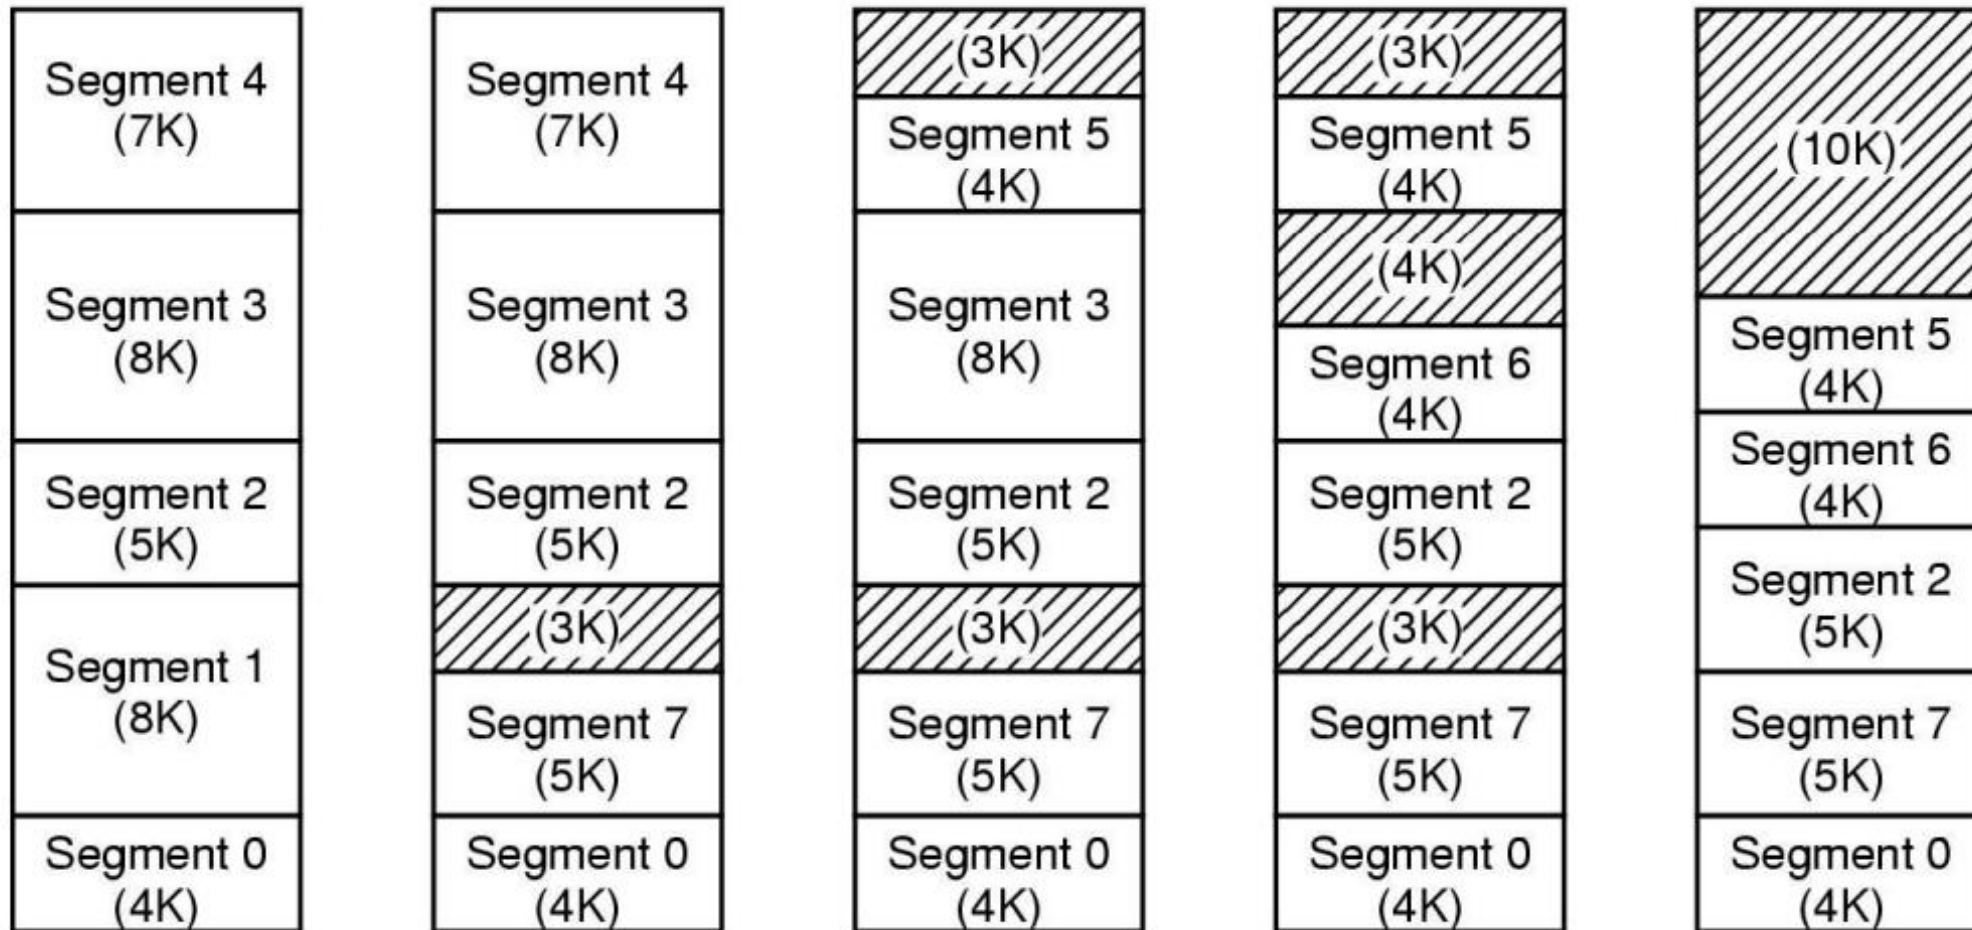 Segment 4
(7K)
Segment 3
(8K)
Segment 2
(5K)
Segment 1
(8K)
Segment 0
(4K)
Segment 4
(7K)
Segment 3
(8K)
Segment 2
(5K)
(3K)
Segment 7
(5K)
Segment 0
(4K)
(3K)
Segment 5
(4K)
Segment 3
(8K)
Segment 2
(5K)
(3K)
Segment 7
(5K)
Segment 0
(4K)
(3K)
Segment 5
(4K)
(4K)
Segment 6
(4K)
Segment 2
(5K)
(3K)
Segment 7
(5K)
Segment 0
(4K)
(10K)
Segment 5
(4K)
Segment 6
(4K)
Segment 2
(5K)
Segment 7
(5K)
Segment 0
(4K)